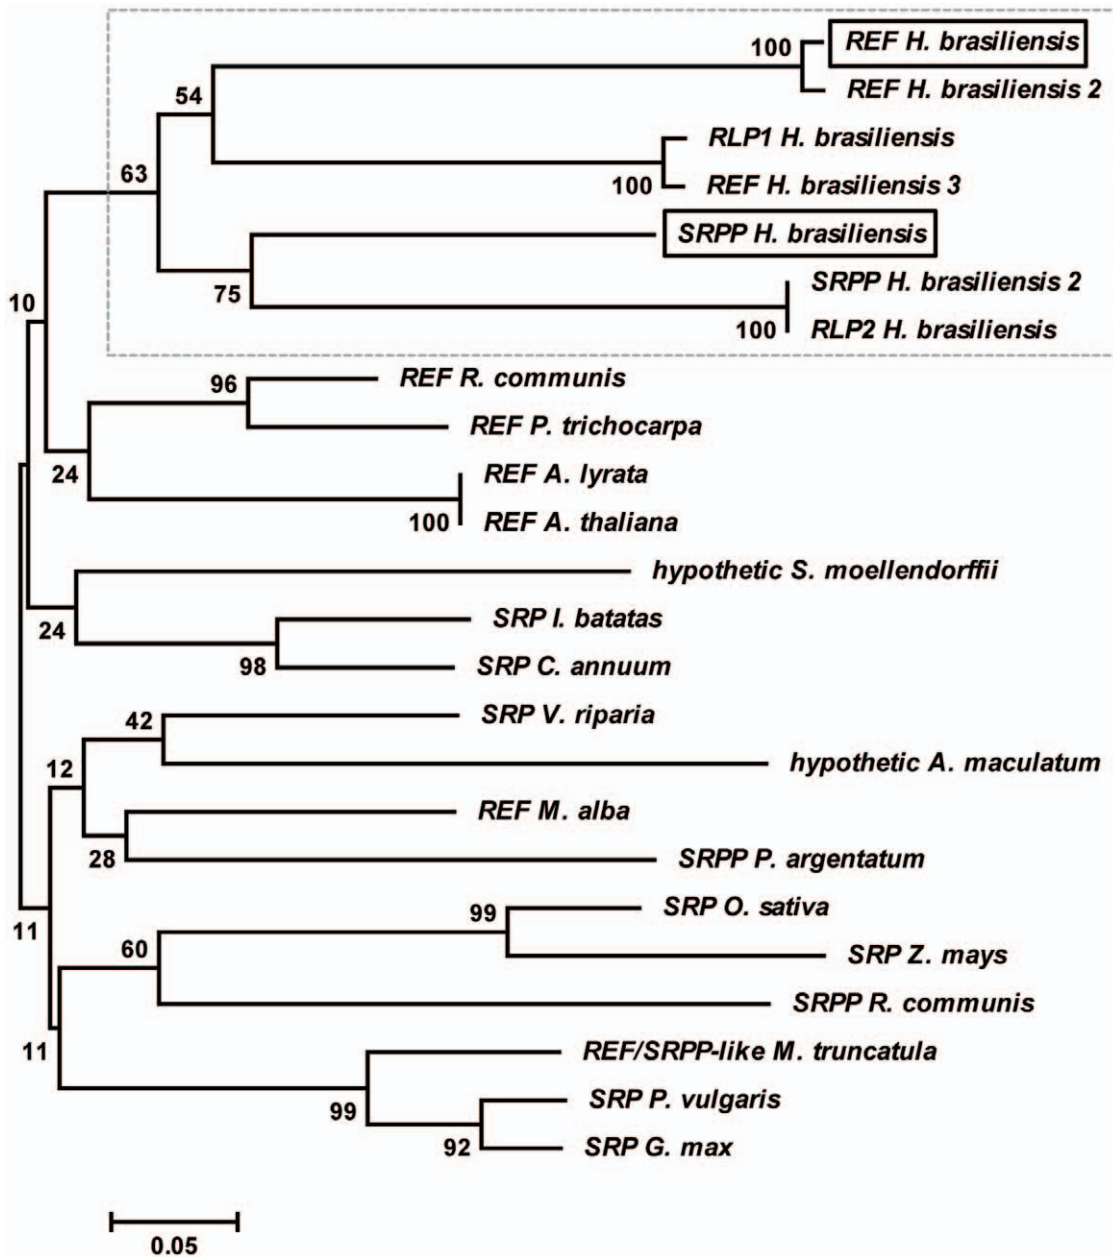 100 REF H. brasiliensis
REF H. brasiliensis 2
54
RLP1 H. brasiliensis
63
100 REF H. brasiliensis 3
SRPP H. brasiliensis
75
SRPP H. brasiliensis 2
10
100 RLP2 H. brasiliensis
96 REF R. communis
REF P. trichocarpa
24
REF A. lyrata
100 REF A. thaliana
hypothetic S. moellendorffii
24
SRP I. batatas
98 SRP C. annuum
42 SRP V. riparia
12
hypothetic A. maculatum
REF M. alba
28 SRPP P. argentatum
99 SRP O. sativa
11
60
SRP Z. mays
SRPP R. communis
11
REF/SRPP-like M. truncatula
99
SRP P. vulgaris
92 SRP G. max
0.05